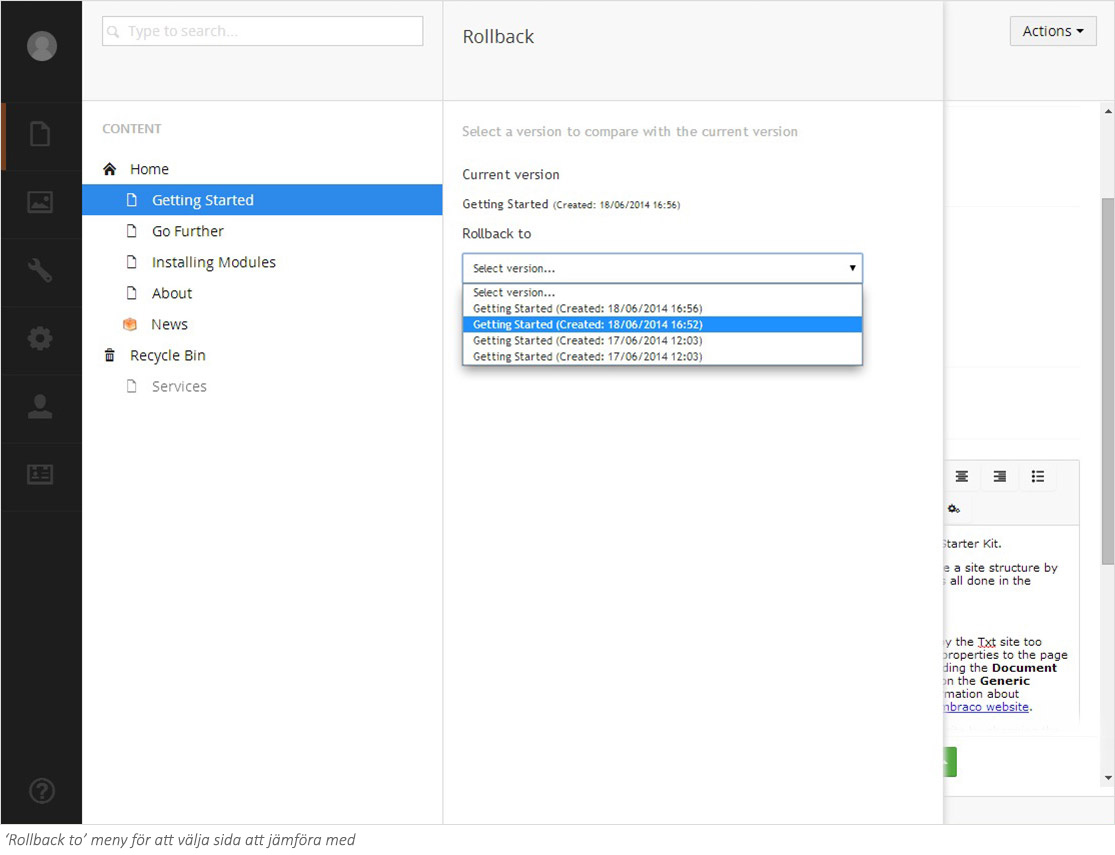 Type to search...
Rollback
Actions
CONTENT
Home
Getting Started
Go Further
Installing Modules
About
News
Recycle Bin
Services
Select a version to compare with the current version
Current version
Getting Started (Created: 18/06/2014 16:56)
Rollback to
Select version...
Select version...
Getting Started (Created: 18/06/2014 16:56)
Getting Started (Created: 18/06/2014 16:52)
Getting Started (Created: 17/06/2014 12:03)
Getting Started (Created: 17/06/2014 12:03)
Starter Kit.
e a site structure by
all done in the
y the Txt site too
properties to the page
ding the Document
on the Generic
mation about
mbraco website.
‘Rollback to’ meny för att välja sida att jämföra med